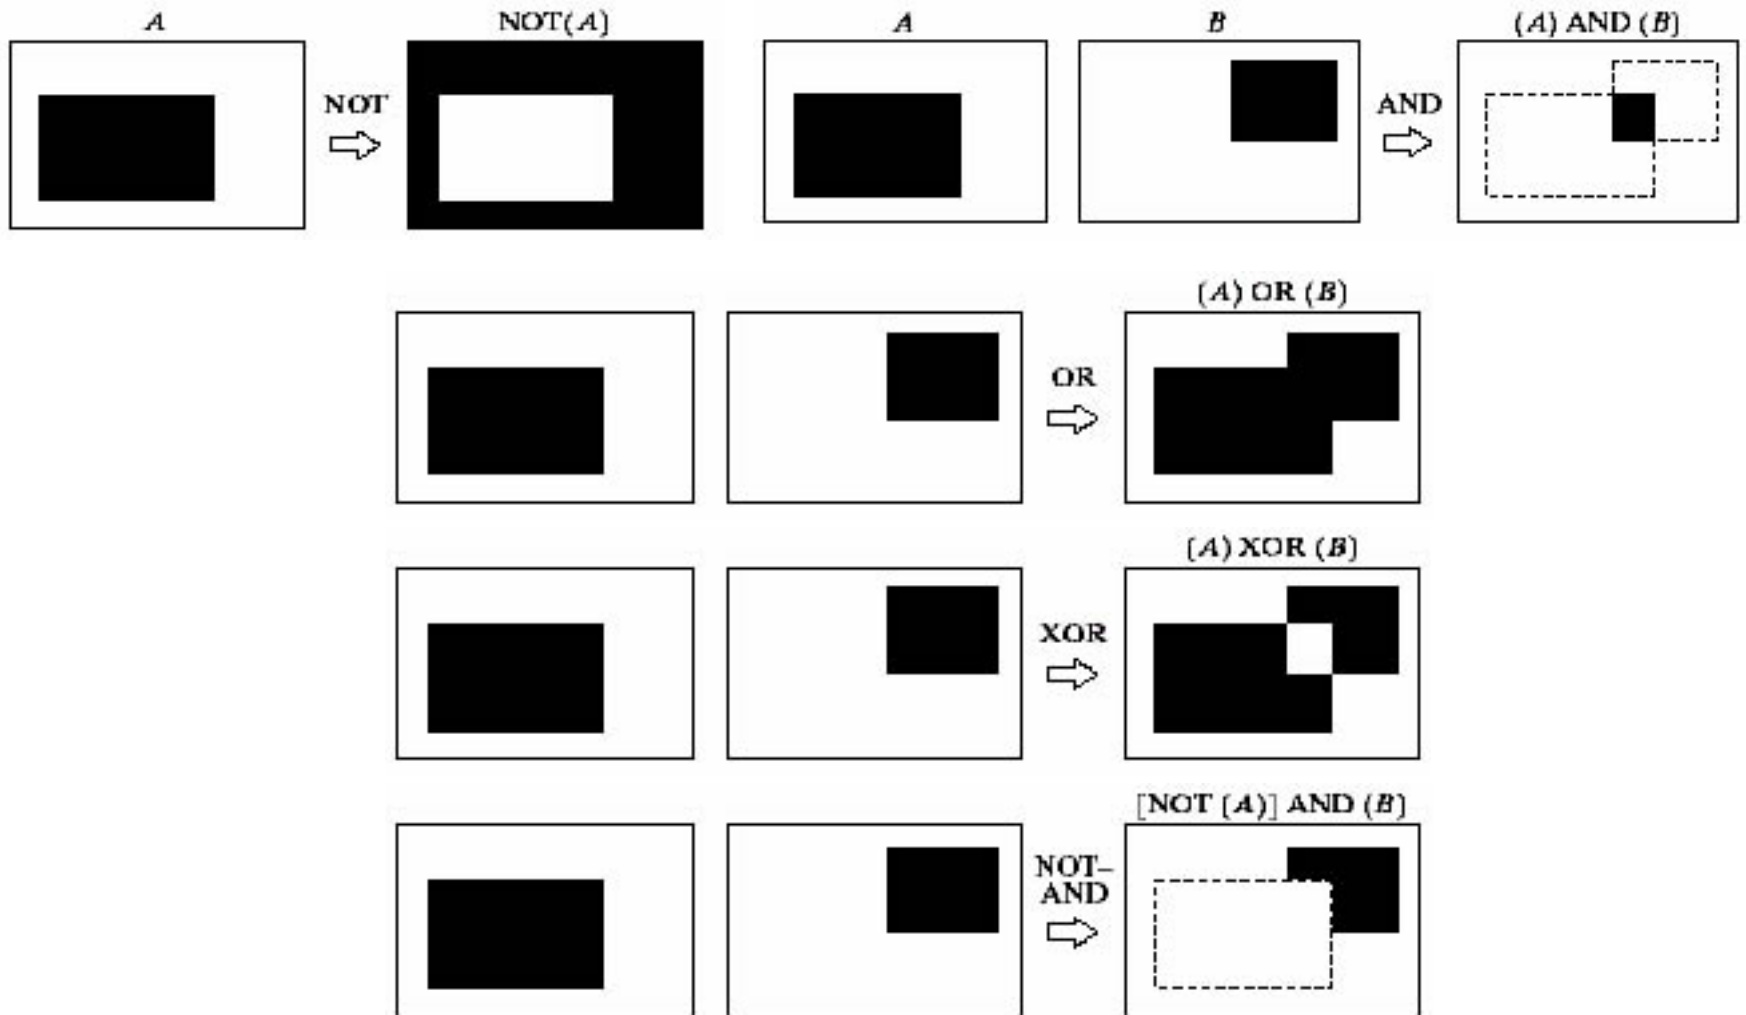 A
NOT(A)
A
B
(A) AND (B)
NOT
AND
(A) OR (B)
OR
(A) XOR (B)
XOR
[NOT (A)] AND (B)
NOT–
AND